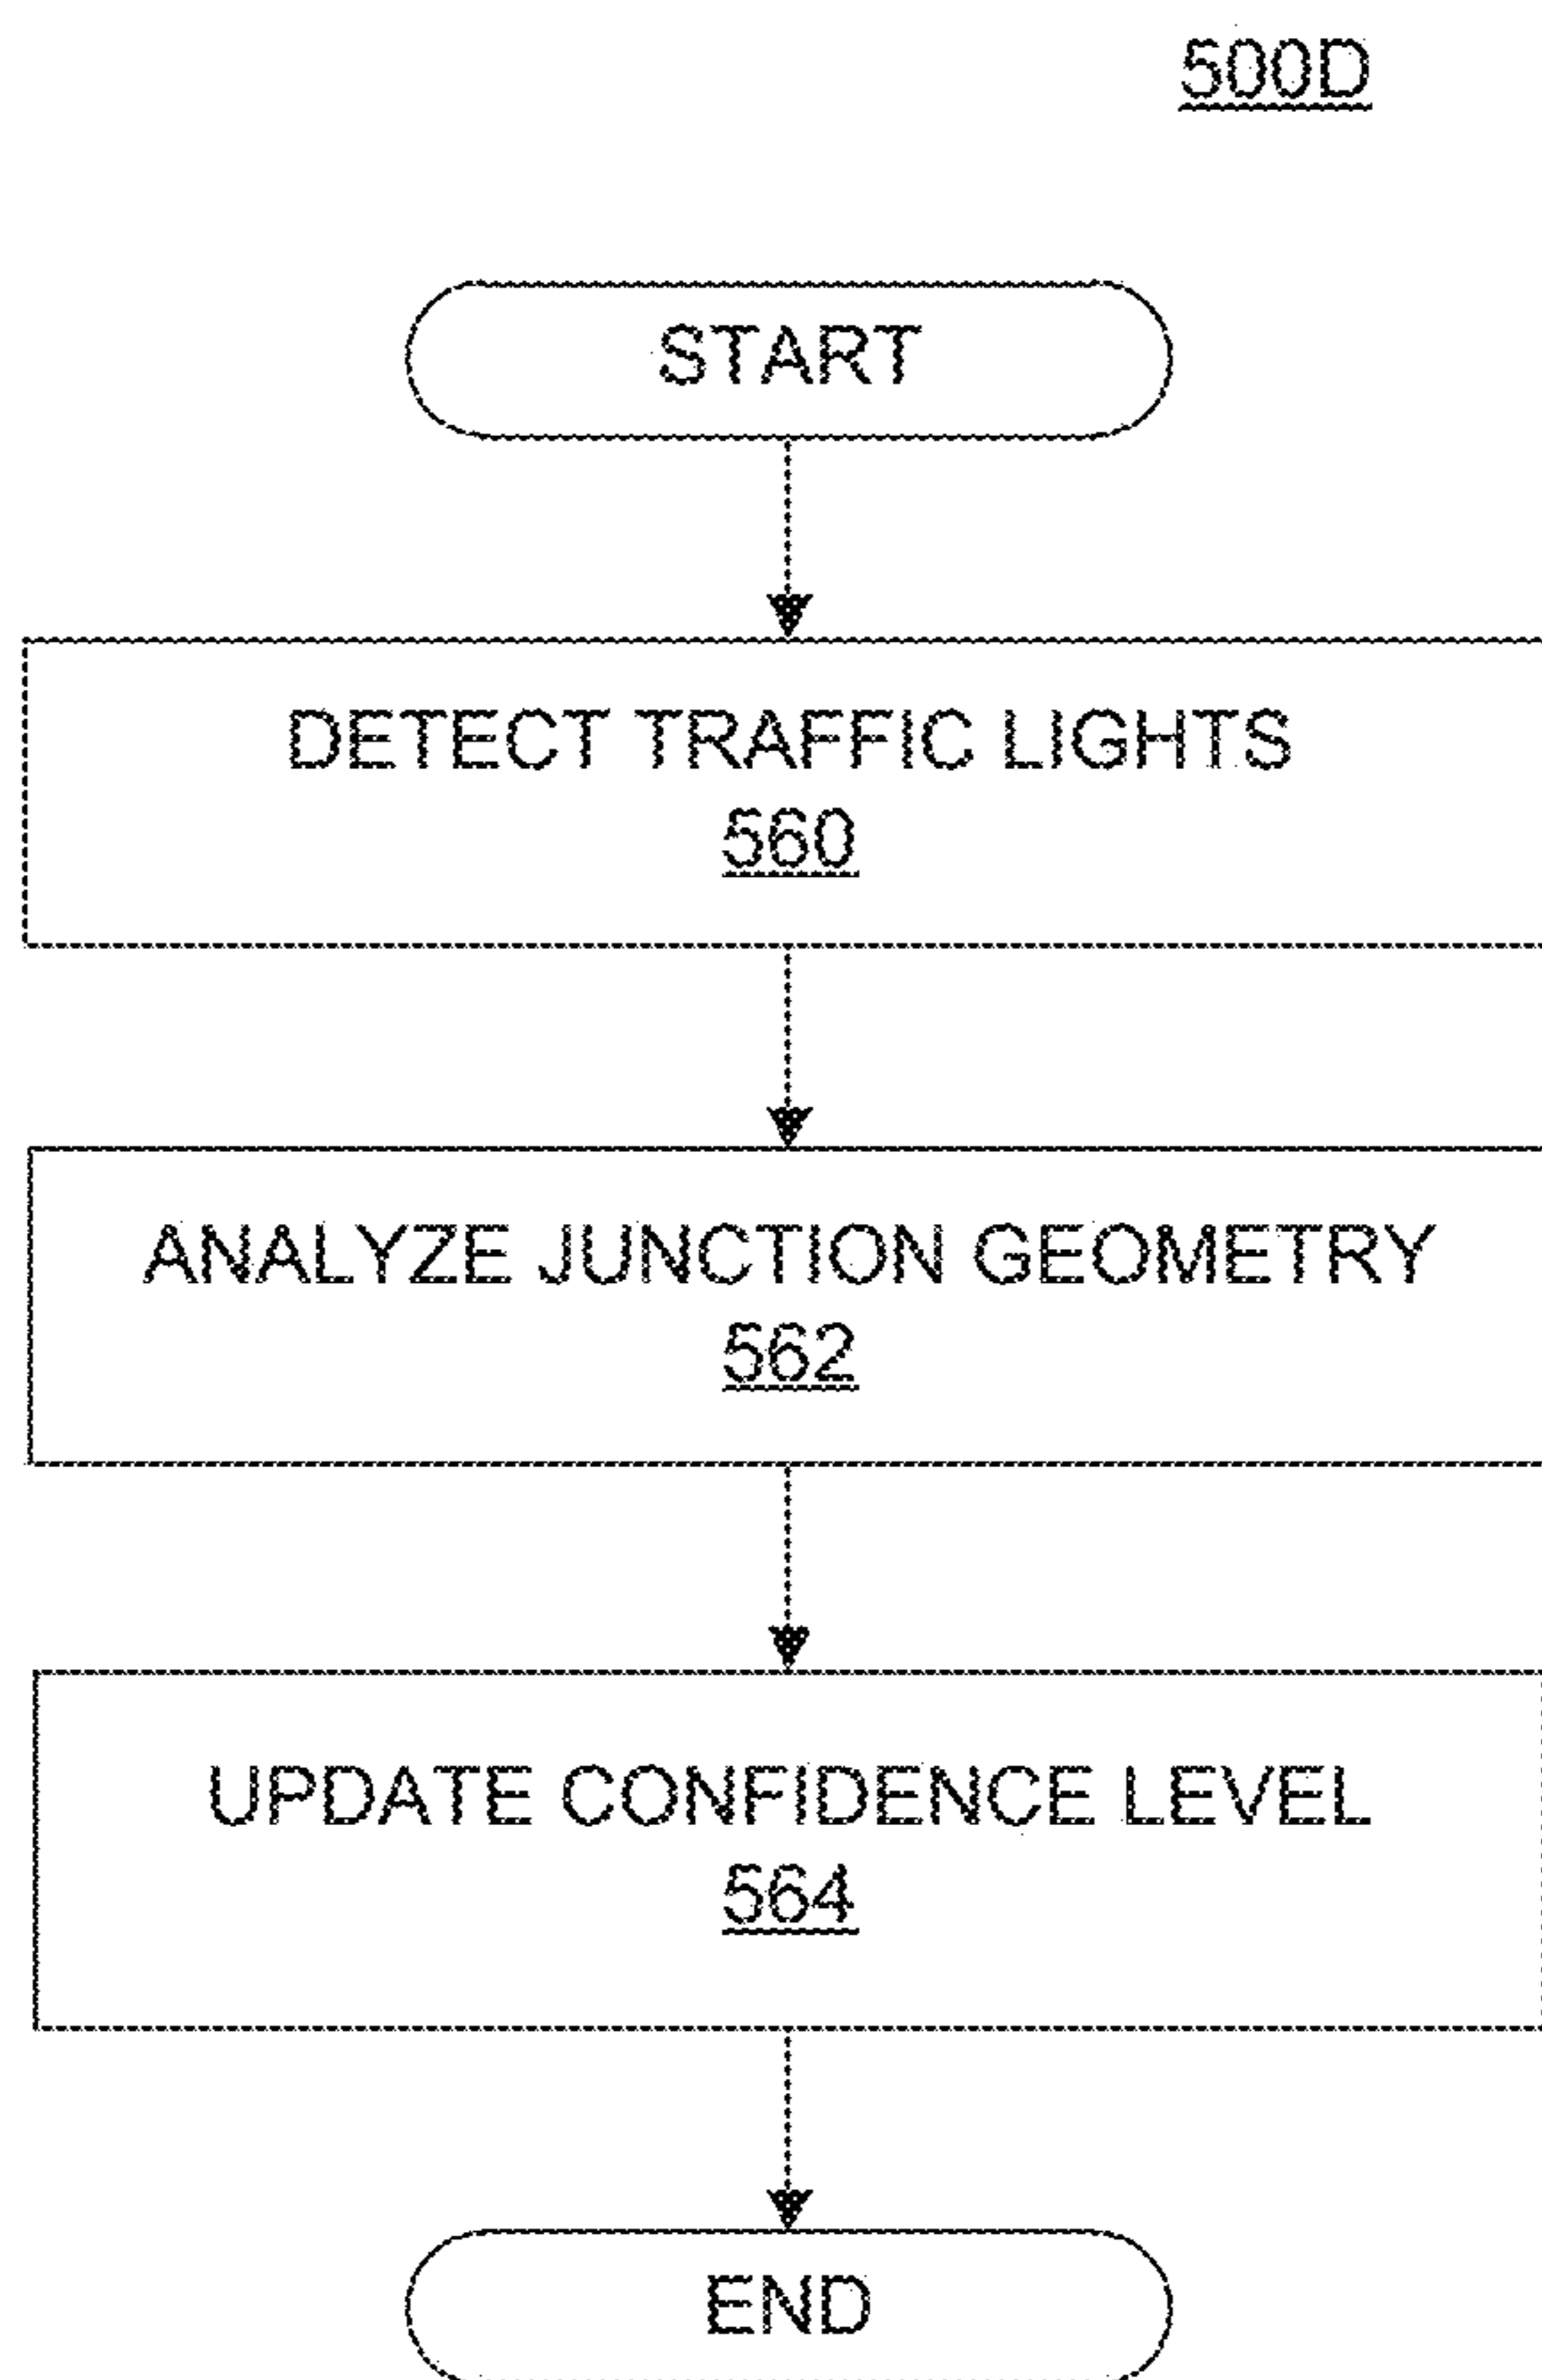 500D
START
DETECT TRAFFIC LIGHTS
560
ANALYZE JUNCTION GEOMETRY
562
UPDATE CONFIDENCE LEVEL
564
END